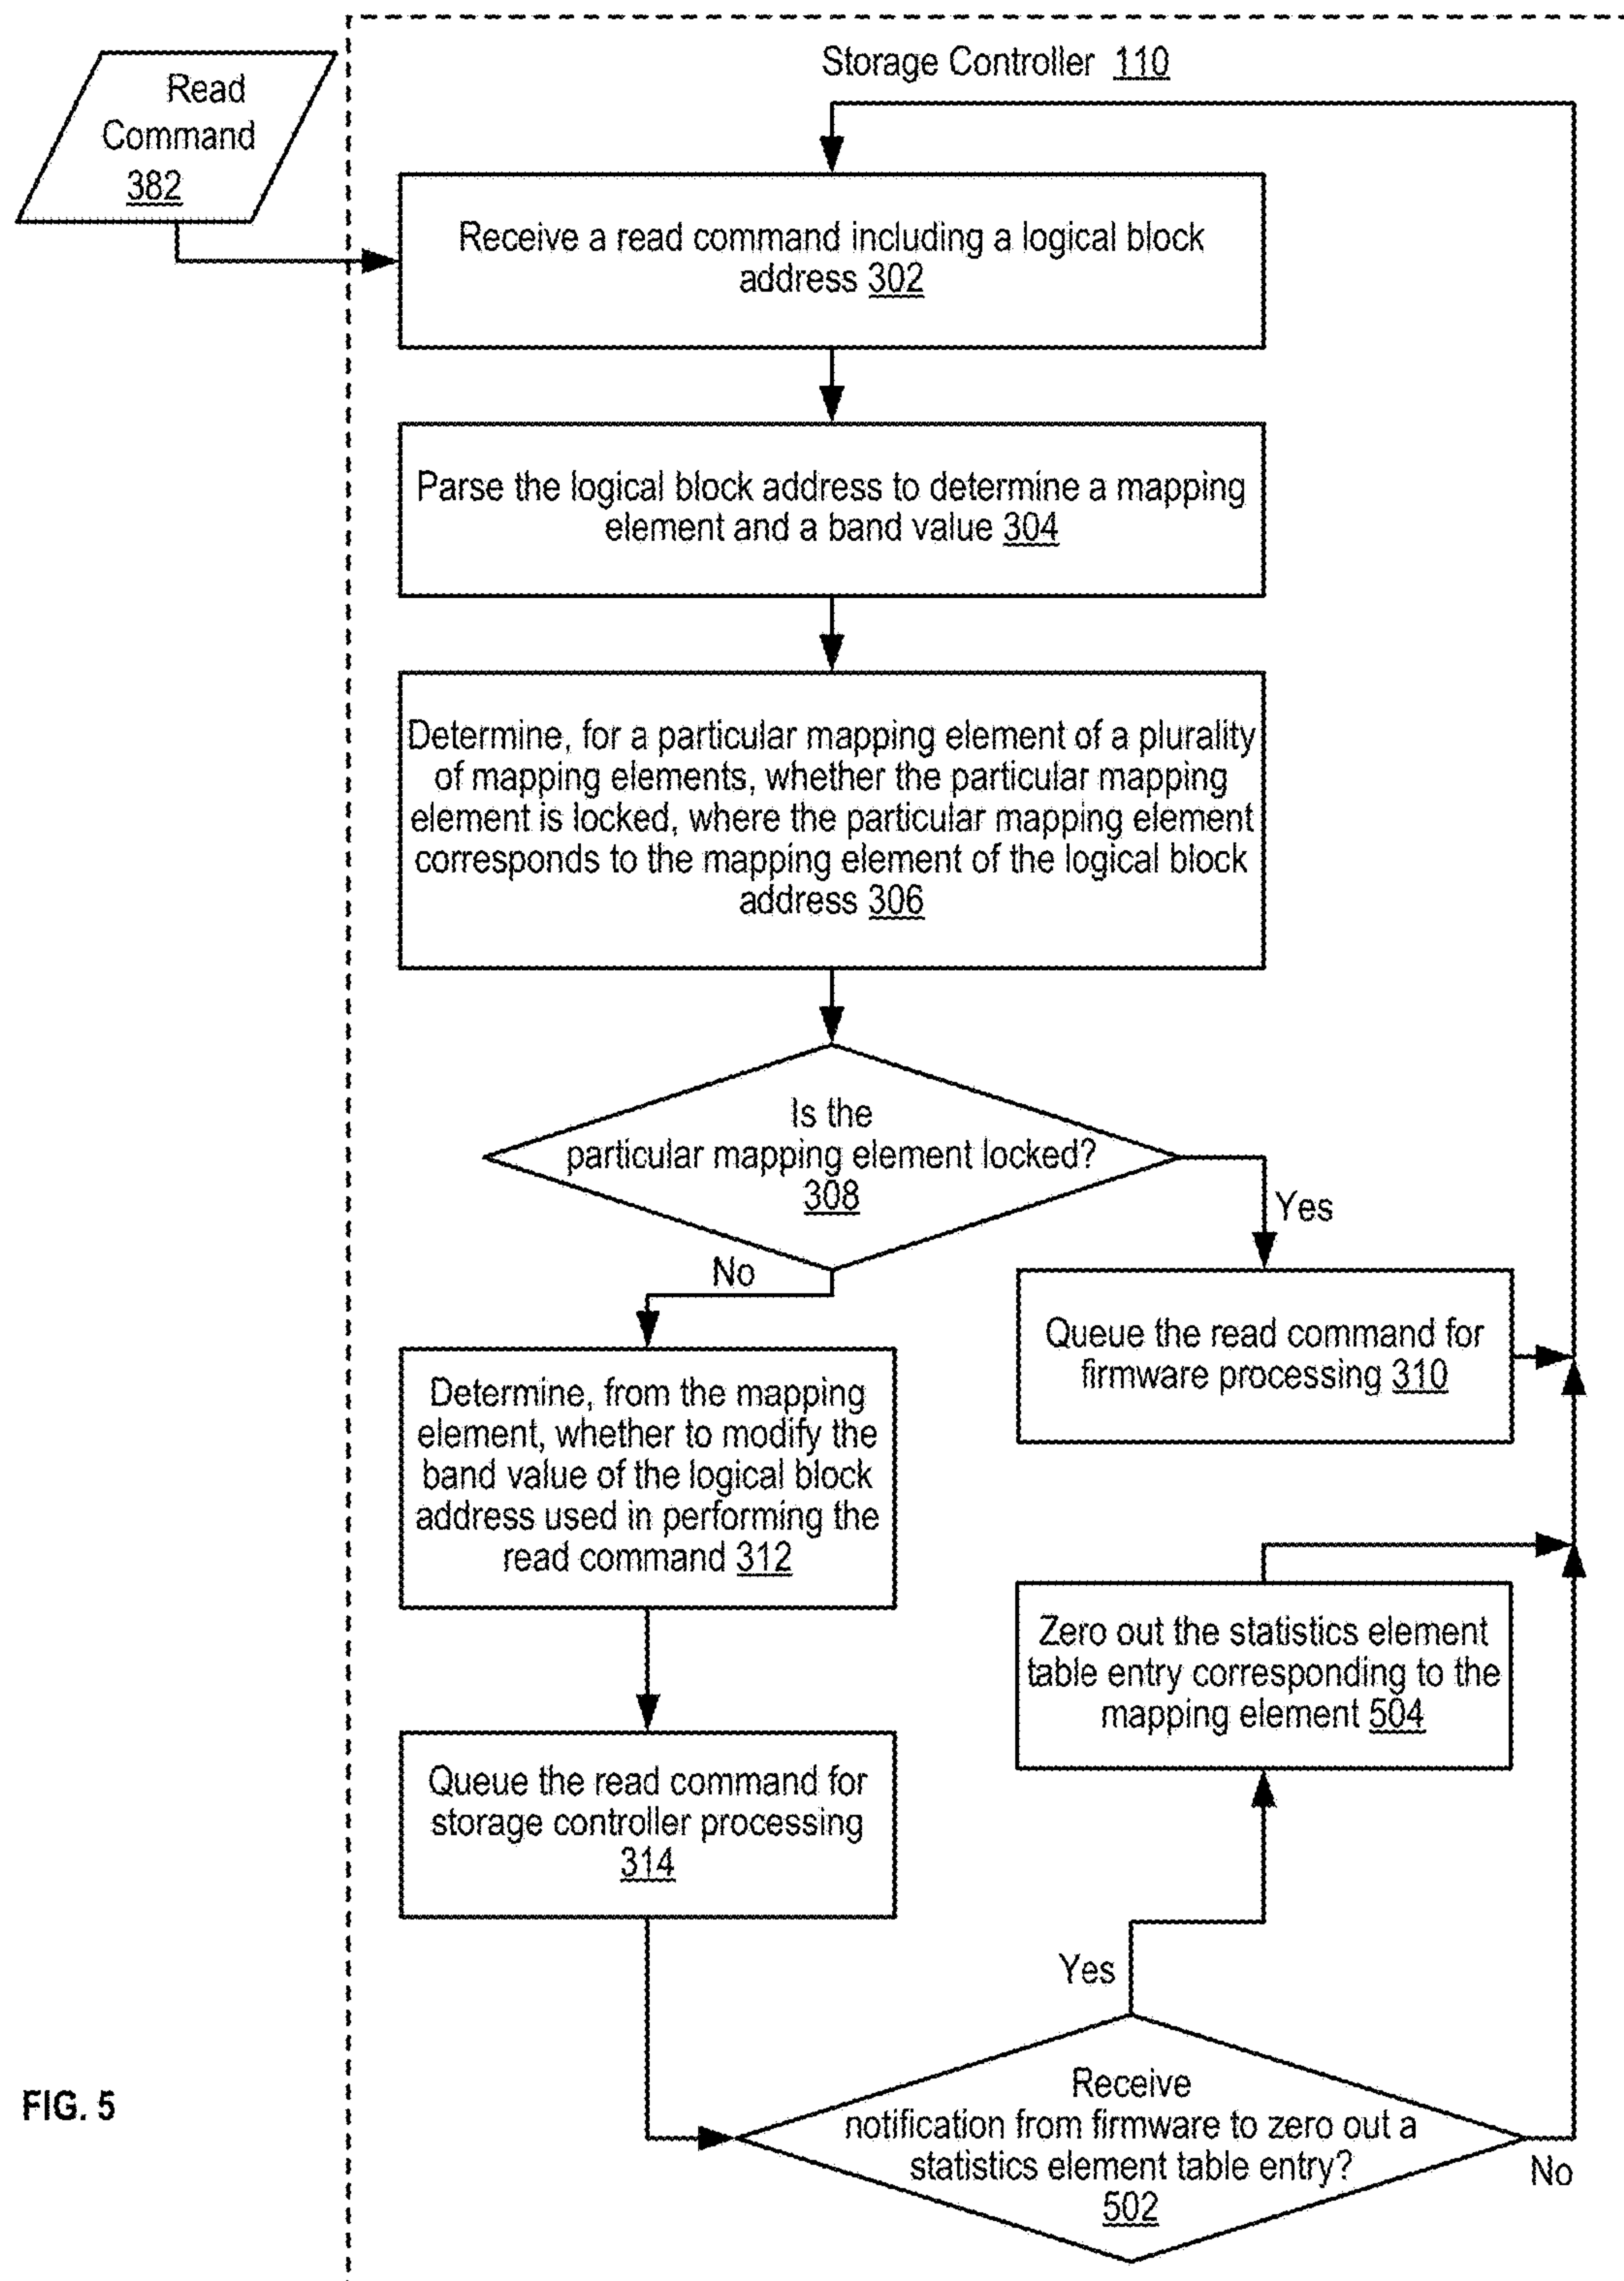 Storage Controller 110
Read
Command
382
Receive a read command including a logical block
address 302
Parse the logical block address to determine a mapping
element and a band value 304
Determine, for a particular mapping element of a plurality
of mapping elements, whether the particular mapping
element is locked, where the particular mapping element
corresponds to the mapping element of the logical block
address 306
Is the
particular mapping element locked?
308
Yes
No
Queue the read command for
firmware processing 310
Determine, from the mapping
element, whether to modify the
band value of the logical block
address used in performing the
read command 312
Zero out the statistics element
table entry corresponding to the
mapping element 504
Queue the read command for
storage controller processing
314
Yes
Receive
notification from firmware to zero out a
statistics element table entry?
502
No
FIG. 5